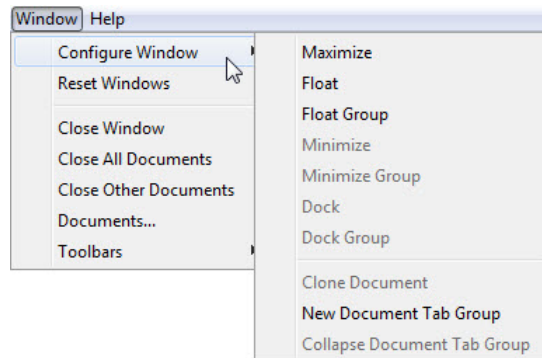 Window Help
Configure Window
Reset Windows
Close Window
Close All Documents
Close Other Documents
Documents...
Toolbars
Maximize
Float
Float Group
Minimize
Minimize Group
Dock
Dock Group
Clone Document
New Document Tab Group
Collapse Document Tab Group